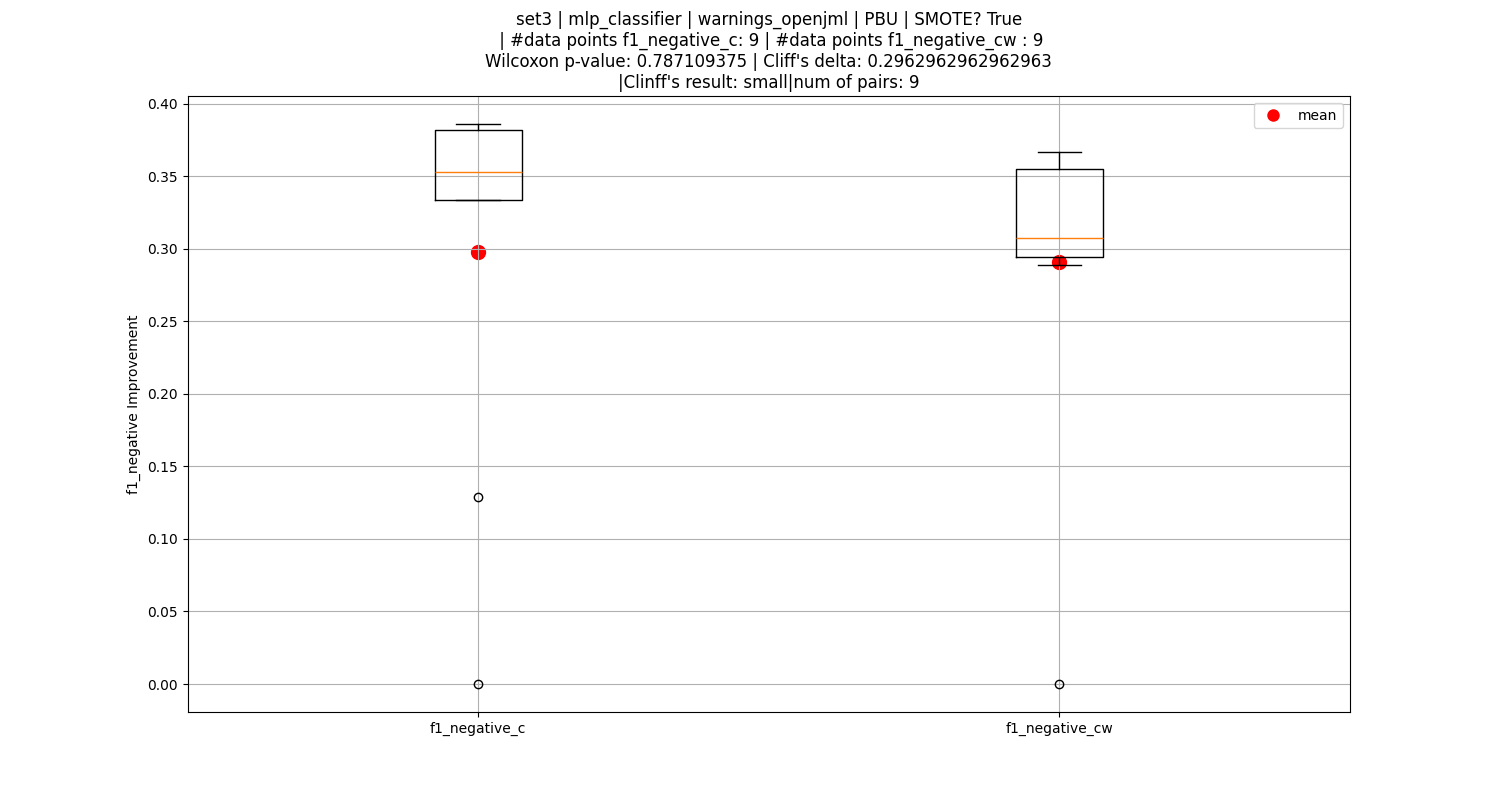 set3 | mlp_classifier | warnings_openjml | PBU | SMOTE? True
| #data points f1_negative_c: 9 | #data points f1_negative_cw : 9
Wilcoxon p-value: 0.787109375 | Cliff's delta: 0.2962962962962963
|Clinff's result: small|num of pairs: 9
mean
f1_negative Improvement
0.40
0.35
0.30
0.25
0.20
0.15
0.10
0.05
0.00
f1_negative_c
f1_negative_cw